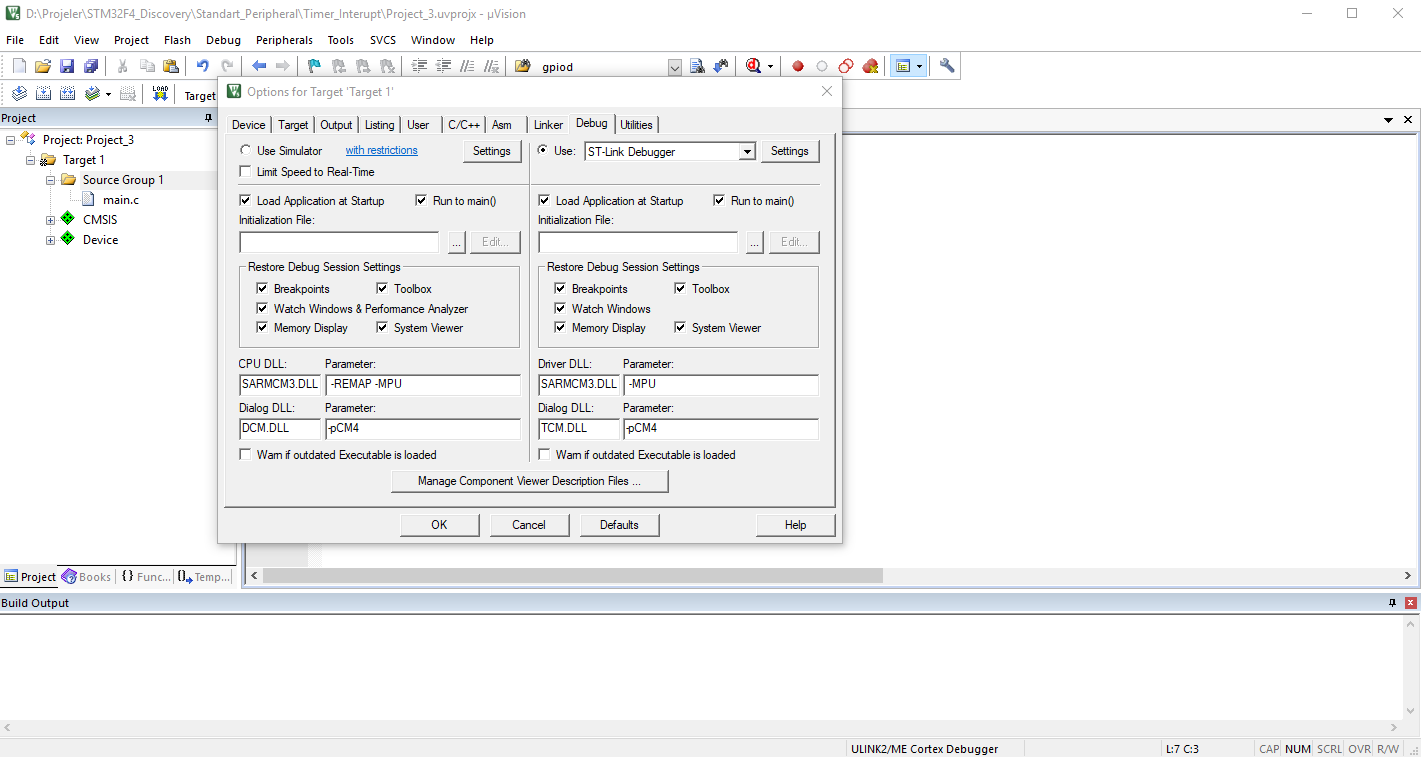 D:\Projeler\STM32F4_Discovery\Standart_Peripheral\Timer_Interupt\Project_3.uvprojx - µVision
File Edit View Project Flash Debug Peripherals Tools SVCS Window Help
gpiod
LOAD Target
Project
Project: Project_3
Target 1
Source Group 1
main.c
CMSIS
Device
Options for Target 'Target 1'
Device Target Output Listing User C/C++ Asm Linker Debug Utilities
Use Simulator with restrictions Settings
Limit Speed to Real-Time
Use: ST-Link Debugger Settings
Load Application at Startup Run to main()
Initialization File:
... Edit...
Restore Debug Session Settings
Breakpoints Toolbox
Watch Windows & Performance Analyzer
Memory Display System Viewer
CPU DLL: Parameter:
SARMCM3.DLL -REMAP -MPU
Dialog DLL: Parameter:
DCM.DLL -pCM4
Warn if outdated Executable is loaded
Load Application at Startup Run to main()
Initialization File:
... Edit...
Restore Debug Session Settings
Breakpoints Toolbox
Watch Windows
Memory Display System Viewer
Driver DLL: Parameter:
SARMCM3.DLL -MPU
Dialog DLL: Parameter:
TCM.DLL -pCM4
Warn if outdated Executable is loaded
Manage Component Viewer Description Files ...
OK Cancel Defaults Help
Project Books {} Func... Temp...
Build Output
ULINK2/ME Cortex Debugger L:7 C:3 CAP NUM SCRL OVR R/W